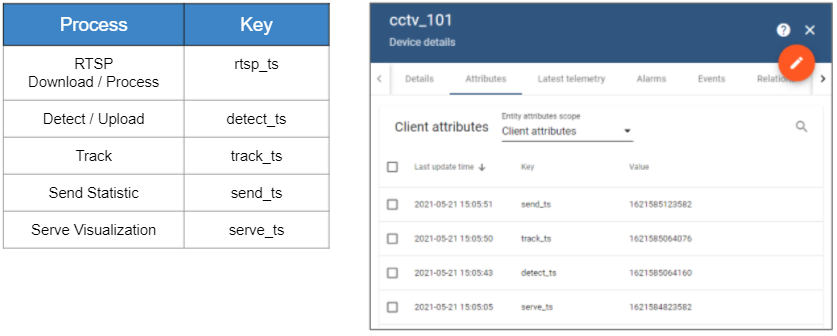 Process Key
RTSP
Download / Process rtsp_ts
Detect / Upload detect_ts
Track track_ts
Send Statistic send_ts
Serve Visualization serve_ts
cctv_101
Device details
Details Attributes Latest telemetry Alarms Events
Client attributes
Entity attributes scope
Client attributes
Last update time Key Value
2021-05-21 15:05:51 send_ts 1621585123582
2021-05-21 15:05:50 track_ts 1621585064076
2021-05-21 15:05:43 detect_ts 1621585064160
2021-05-21 15:05:05 serve_ts 1621584823582